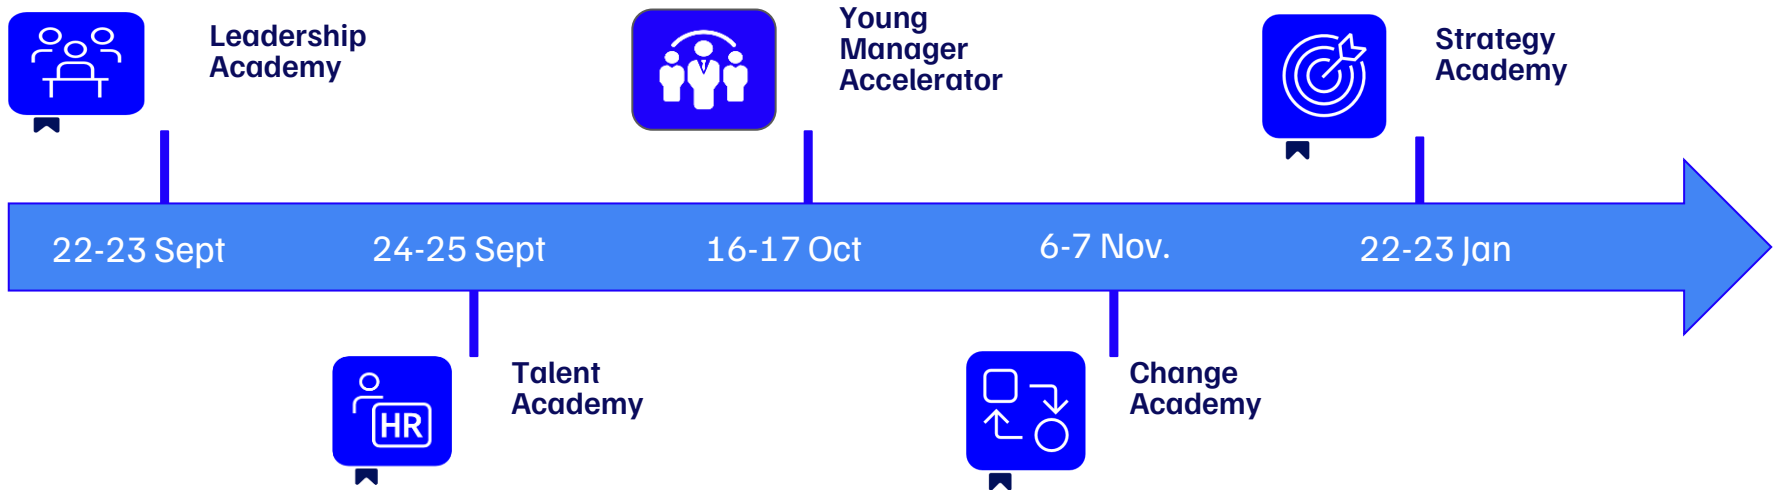 Leadership
Academy
Young
Manager
Accelerator
Strategy
Academy
22-23 Sept
24-25 Sept
16-17 Oct
6-7 Nov.
22-23 Jan
HR
Talent
Academy
Change
Academy